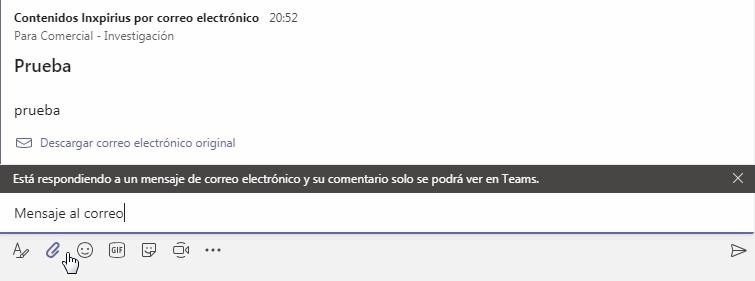 Contenidos Inxpirius por correo electrónico 20:52
Para Comercial - Investigación
Prueba
prueba
Descargar correo electrónico original
Está respondiendo a un mensaje de correo electrónico y su comentario solo se podrá ver en Teams.
Mensaje al correo
GIF